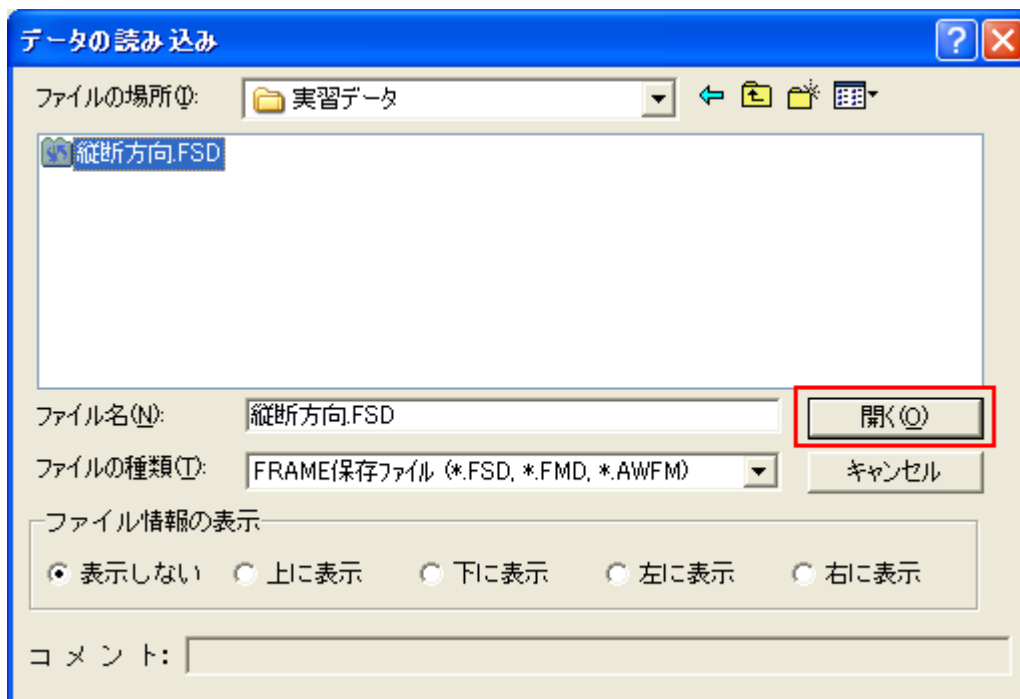 データの読み込み
ファイルの場所(I):
実習データ
縦断方向.FSD
ファイル名(N):
縦断方向.FSD
開く(O)
ファイルの種類(T):
FRAME保存ファイル (*.FSD, *.FMD, *.AWFM)
キャンセル
ファイル情報の表示
表示しない 上に表示 下に表示 左に表示 右に表示
コメント: